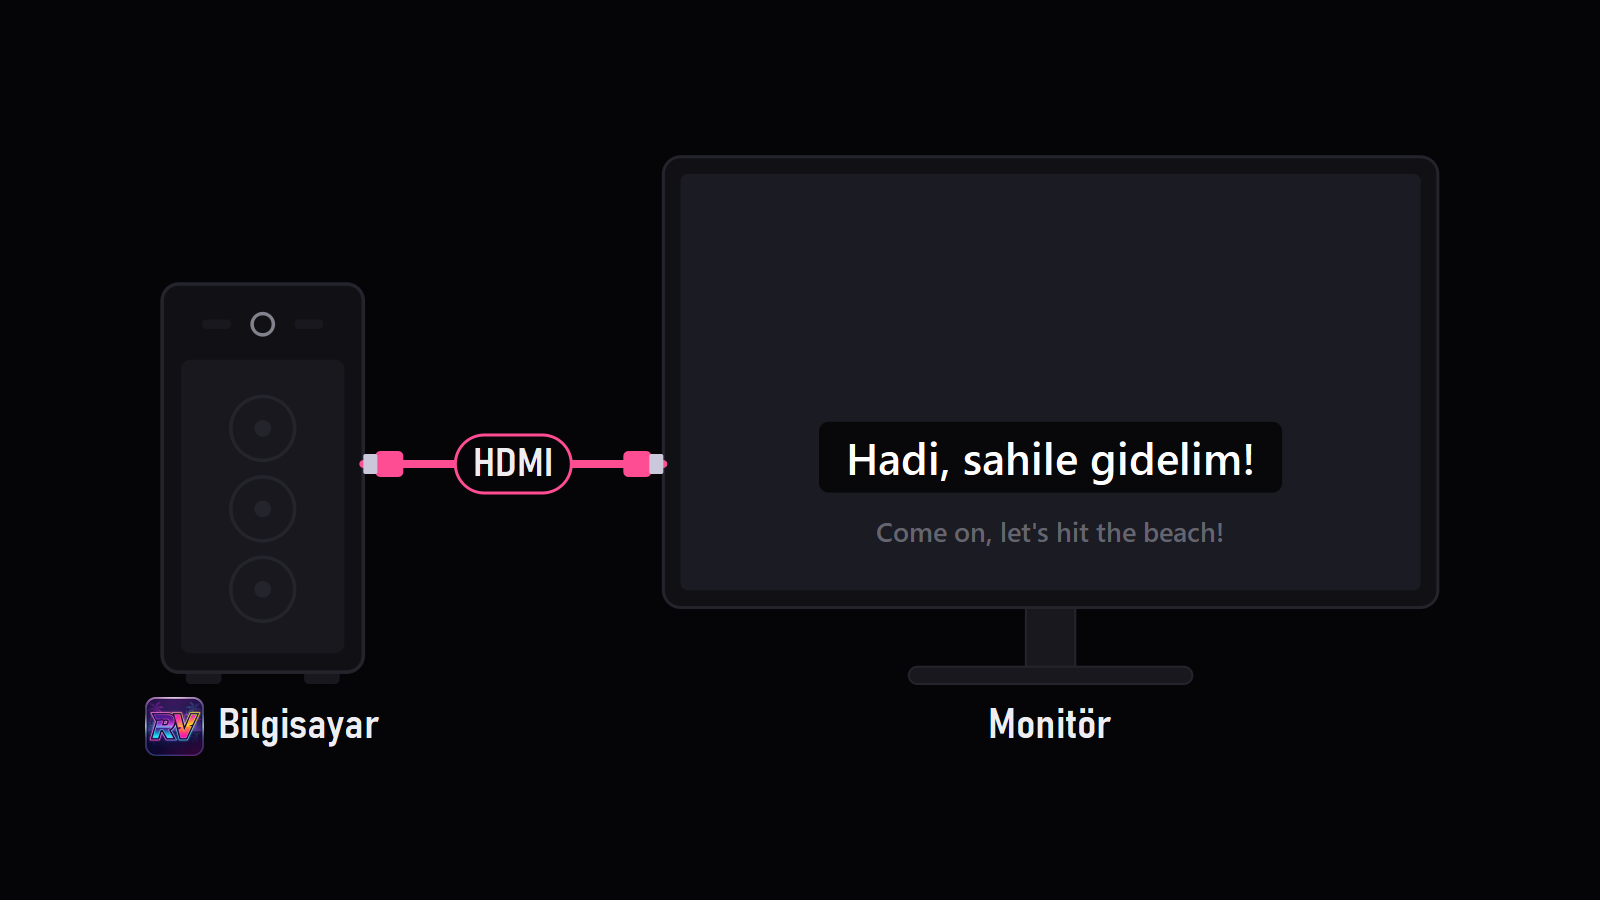 HDMI
Hadi, sahile gidelim!
Come on, let's hit the beach!
RV
Bilgisayar
Monitör